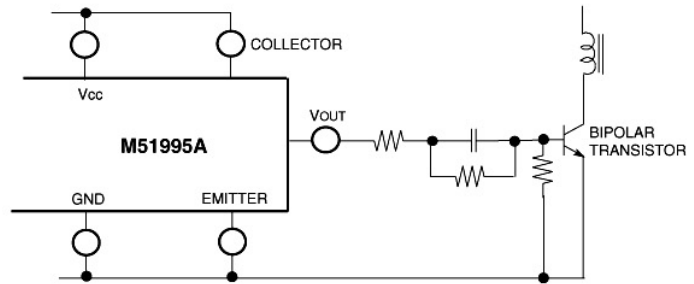 COLLECTOR
Vcc
VOUT
M51995A
BIPOLAR
TRANSISTOR
GND
EMITTER